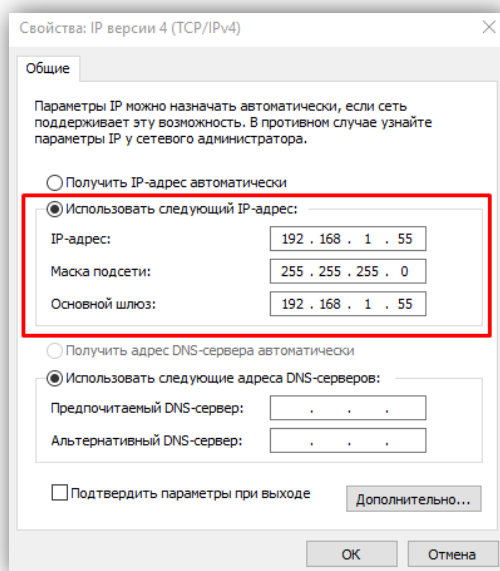 Свойства: IP версии 4 (TCP/IPv4)
Общие
Параметры IP можно назначать автоматически, если сеть
поддерживает эту возможность. В противном случае узнайте
параметры IP у сетевого администратора.
Получить IP-адрес автоматически
Использовать следующий IP-адрес:
IP-адрес: 192 . 168 . 1 . 55
Маска подсети: 255 . 255 . 255 . 0
Основной шлюз: 192 . 168 . 1 . 55
Получить адрес DNS-сервера автоматически
Использовать следующие адреса DNS-серверов:
Предпочитаемый DNS-сервер: . . .
Альтернативный DNS-сервер: . . .
Подтвердить параметры при выходе
Дополнительно...
ОК Отмена